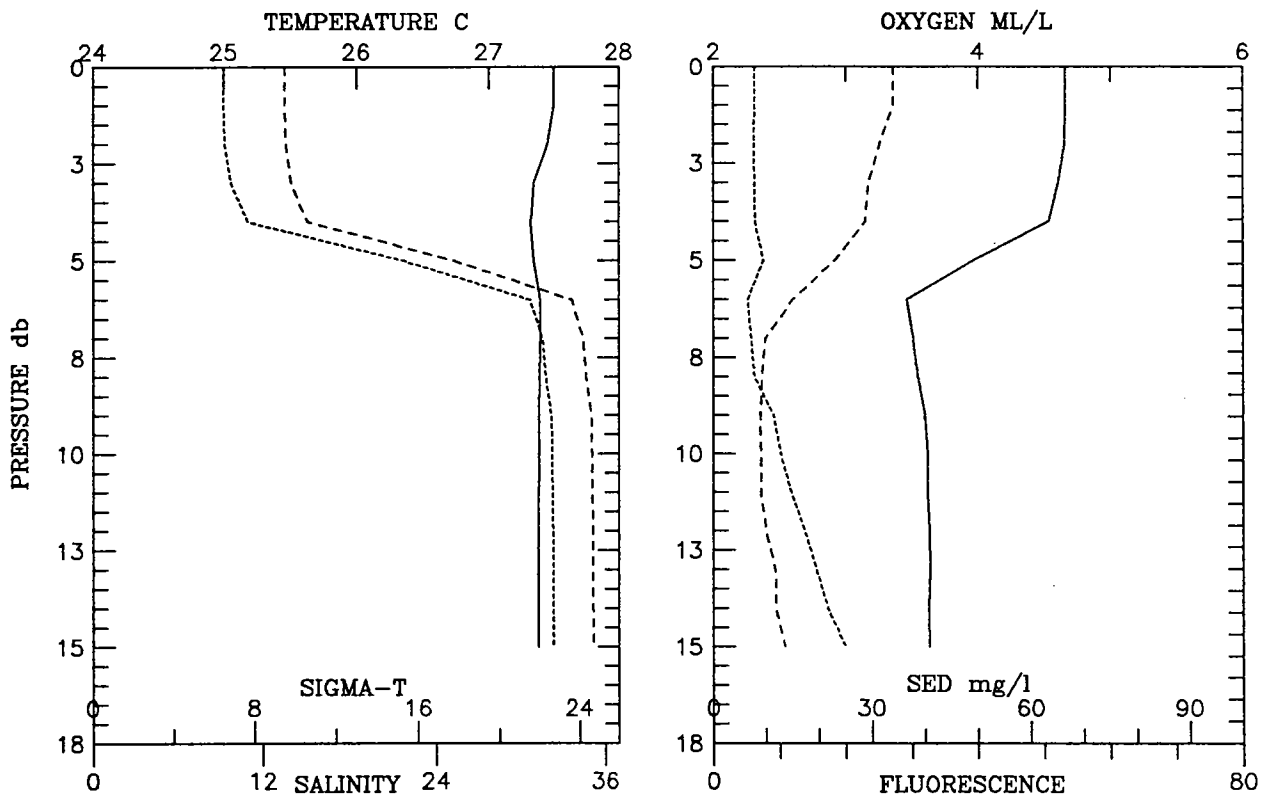 TEMPERATURE C
24 25 26 27 28
0
3
5
8
10
13
15
18
PRESSURE db
SIGMA-T
0 8 16 24
0 12 24 36
SALINITY
OXYGEN ML/L
2 4 6
0
3
5
8
10
13
15
18
SED mg/l
0 30 60 90
0 80
FLUORESCENCE